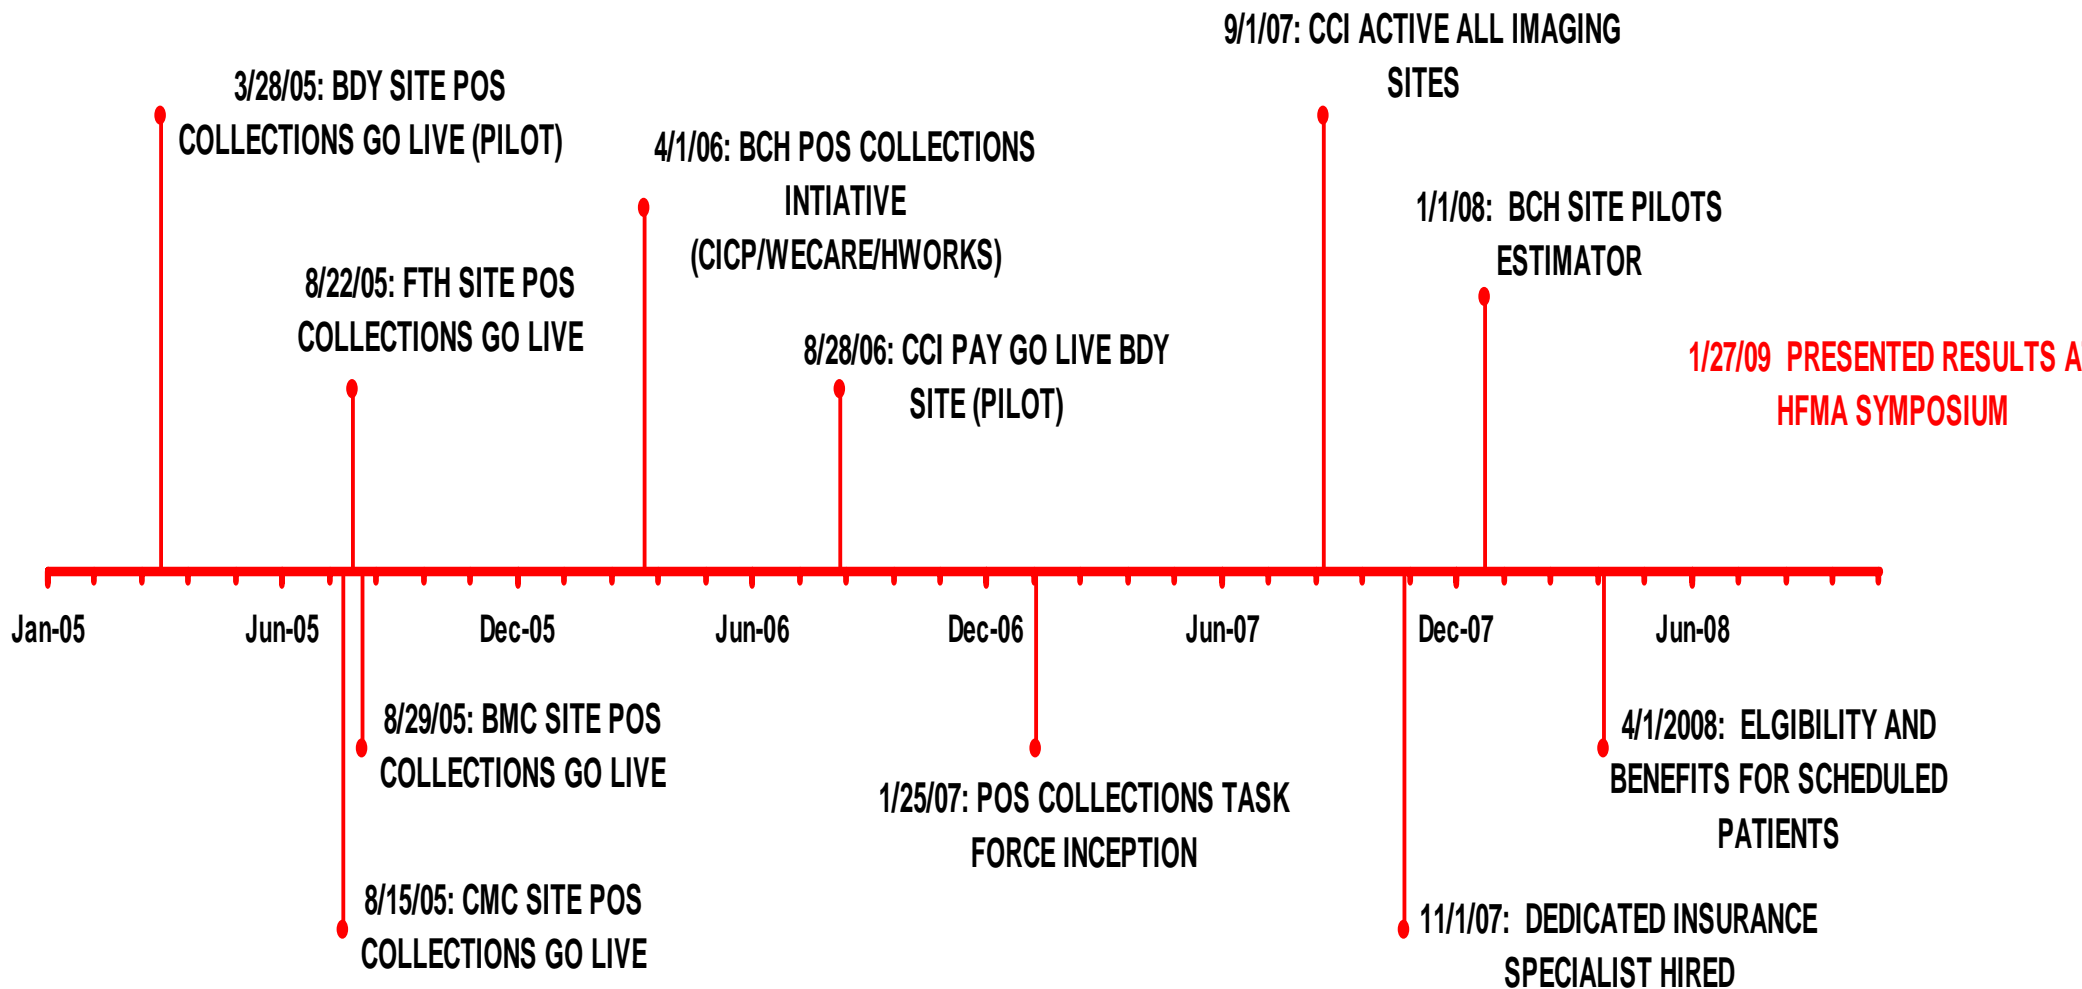 9/1/07: CCI ACTIVE ALL IMAGING
SITES
3/28/05: BDY SITE POS
COLLECTIONS GO LIVE (PILOT)
4/1/06: BCH POS COLLECTIONS
INTIATIVE
(CICP/WECARE/HWORKS)
1/1/08: BCH SITE PILOTS
ESTIMATOR
8/22/05: FTH SITE POS
COLLECTIONS GO LIVE
8/28/06: CCI PAY GO LIVE BDY
SITE (PILOT)
1/27/09 PRESENTED RESULTS A
HFMA SYMPOSIUM
Jan-05 Jun-05 Dec-05 Jun-06 Dec-06 Jun-07 Dec-07 Jun-08
8/29/05: BMC SITE POS
COLLECTIONS GO LIVE
1/25/07: POS COLLECTIONS TASK
FORCE INCEPTION
4/1/2008: ELGIBILITY AND
BENEFITS FOR SCHEDULED
PATIENTS
8/15/05: CMC SITE POS
COLLECTIONS GO LIVE
11/1/07: DEDICATED INSURANCE
SPECIALIST HIRED